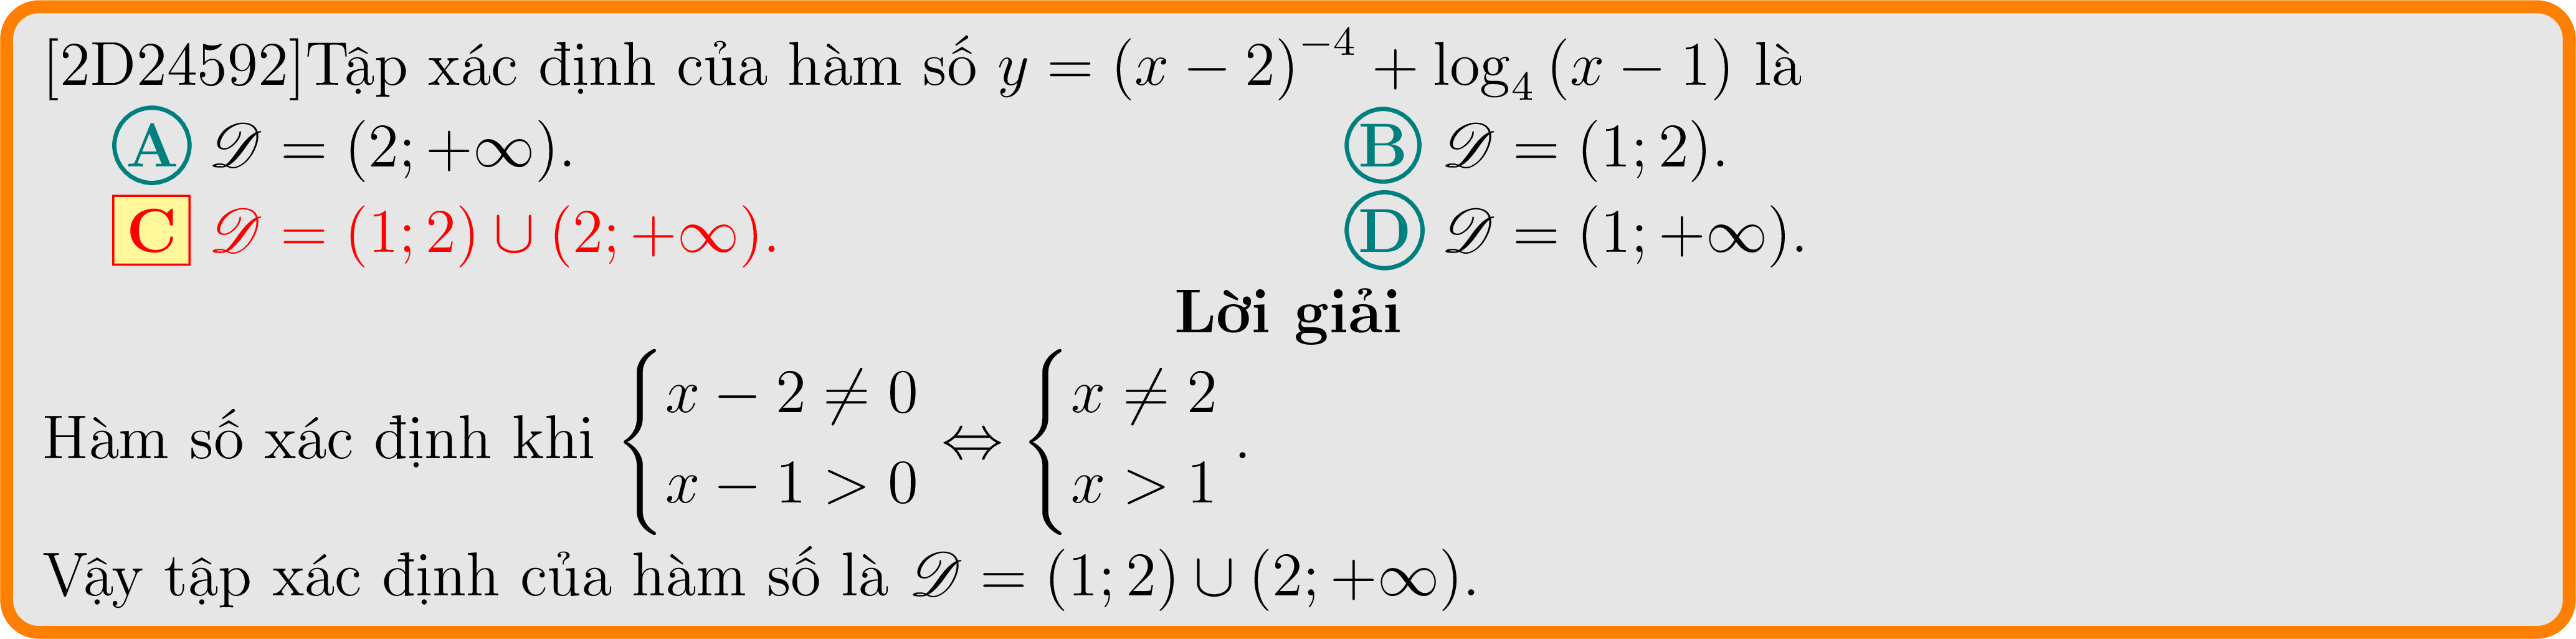 [2D24592]Tập xác định của hàm số $y = (x - 2)^{-4} + \log_4 (x - 1)$ là
A $\mathscr{D} = (2; +\infty)$. B $\mathscr{D} = (1; 2)$.
C $\mathscr{D} = (1; 2) \cup (2; +\infty)$. D $\mathscr{D} = (1; +\infty)$.
Lời giải
Hàm số xác định khi $\begin{cases} x - 2 \neq 0 \\ x - 1 > 0 \end{cases} \Leftrightarrow \begin{cases} x \neq 2 \\ x > 1 \end{cases}$.
Vậy tập xác định của hàm số là $\mathscr{D} = (1; 2) \cup (2; +\infty)$.